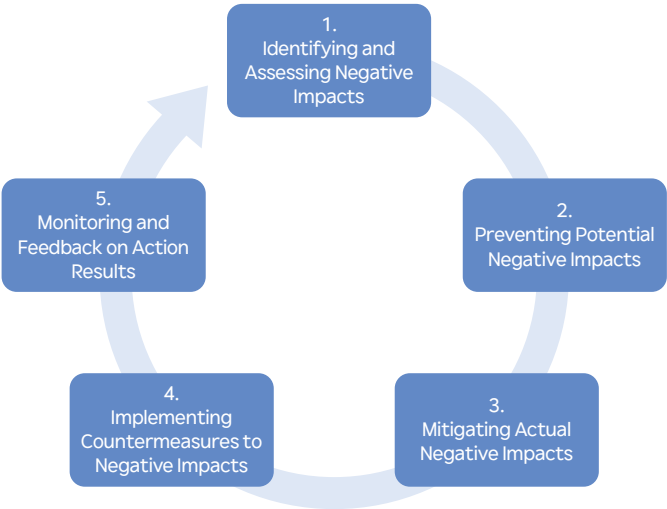 1.
Identifying and
Assessing Negative
Impacts
2.
Preventing Potential
Negative Impacts
3.
Mitigating Actual
Negative Impacts
4.
Implementing
Countermeasures to
Negative Impacts
5.
Monitoring and
Feedback on Action
Results